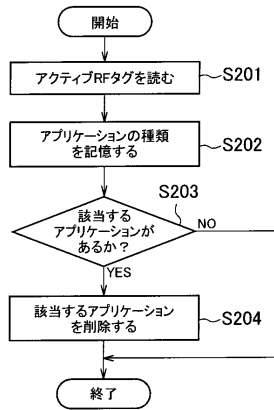 開始
アクティブRFタグを読む
S201
アプリケーションの種類
を記憶する
S202
S203
該当する
アプリケーションが
あるか？
NO
YES
該当するアプリケーション
を削除する
S204
終了